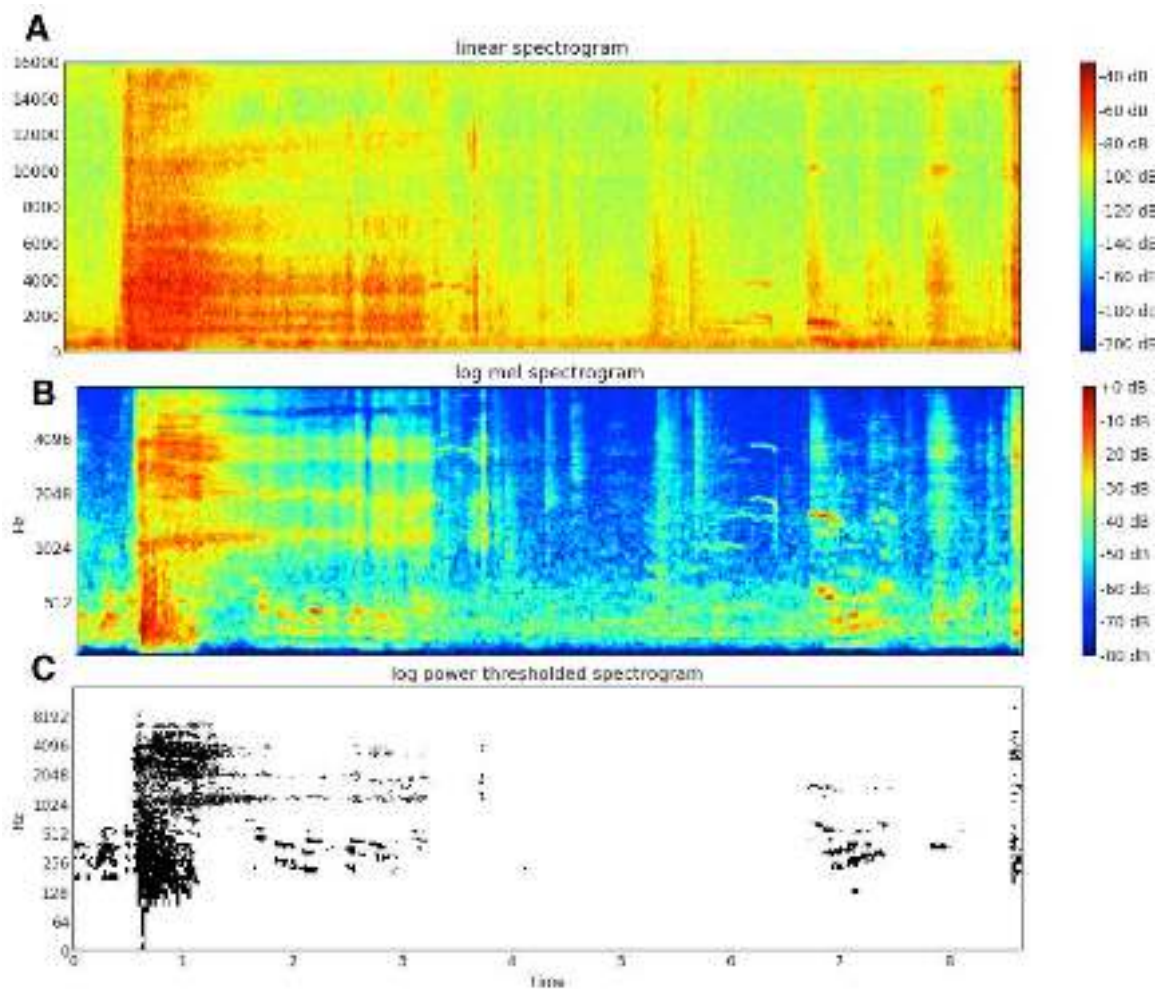 A
linear spectrogram
16000
14000
12000
10000
8000
6000
4000
2000
0
-40 dB
-60 dB
-80 dB
-100 dB
-120 dB
-140 dB
-160 dB
-180 dB
-200 dB
B
log mel spectrogram
4096
2048
1024
512
Hz
+0 dB
-10 dB
-20 dB
-30 dB
-40 dB
-50 dB
-60 dB
-70 dB
-80 dB
C
log power thresholded spectrogram
8192
4096
2048
1024
512
256
128
64
0
Hz
0 1 2 3 4 5 6 7 8
Time